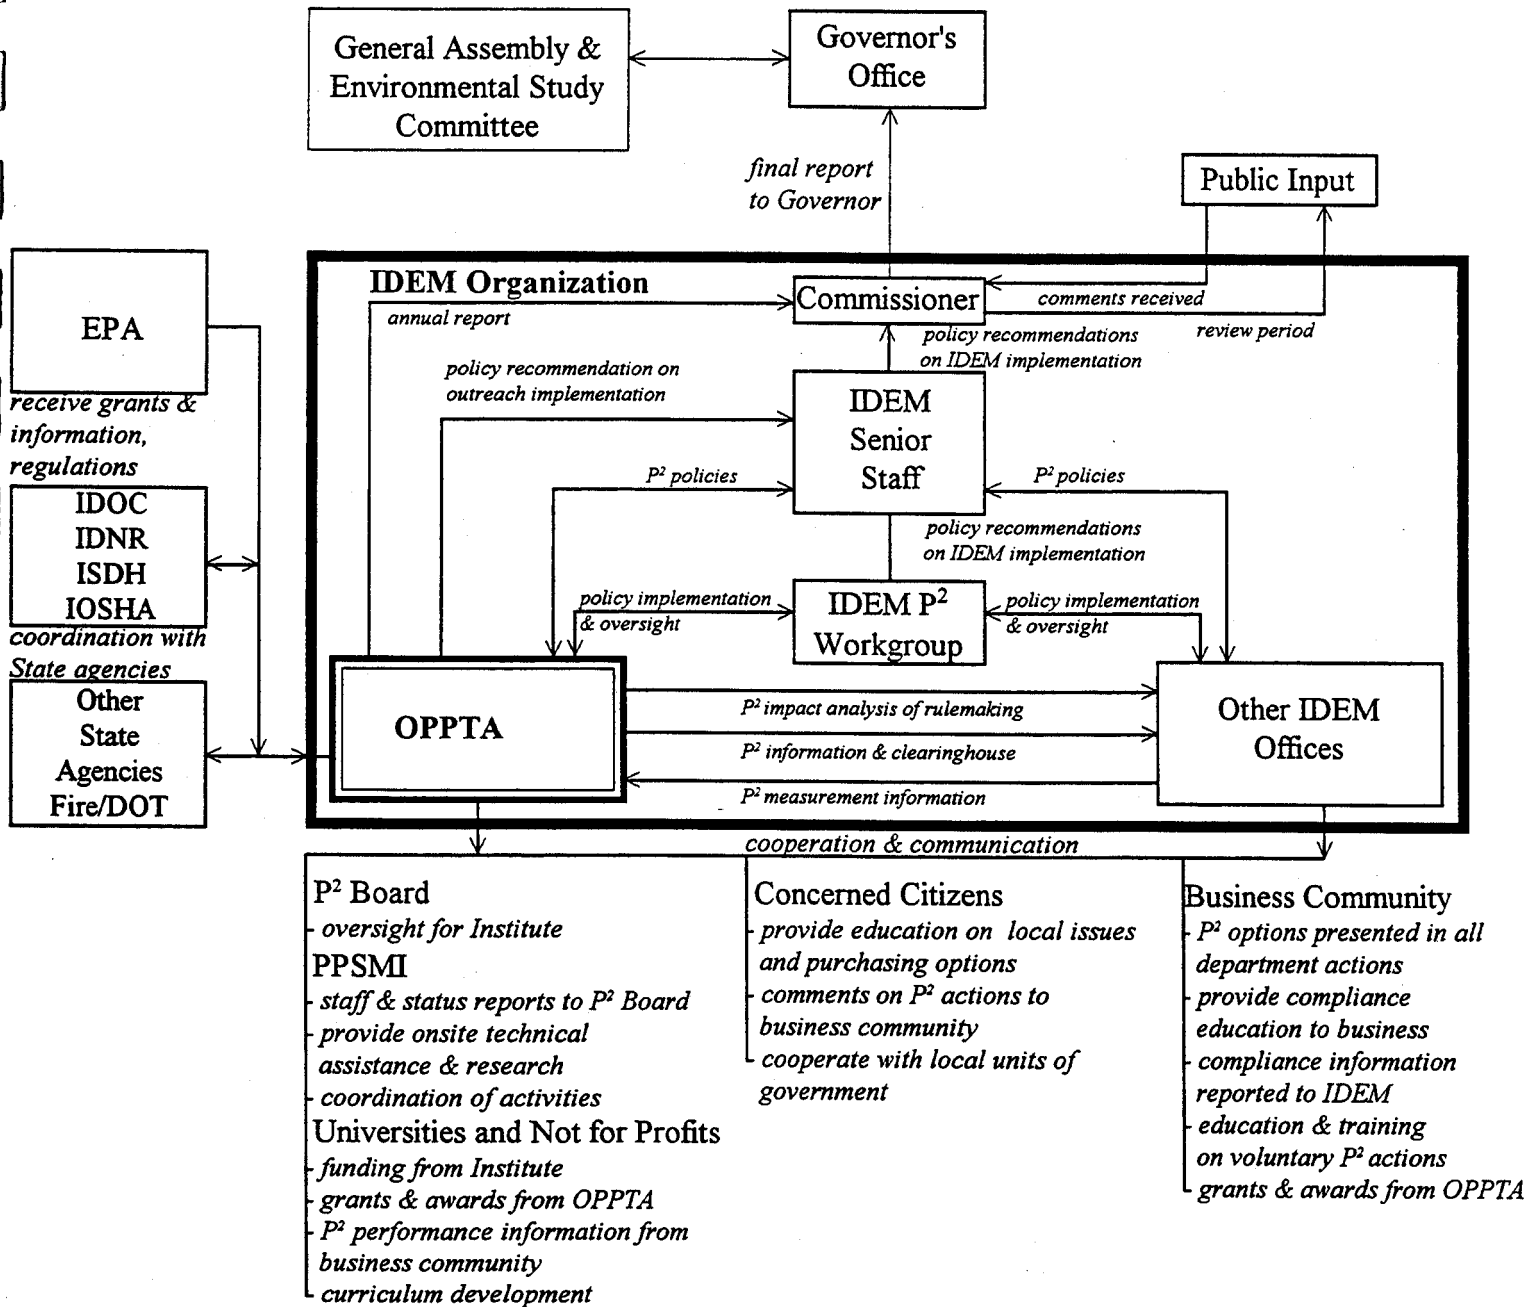 General Assembly &
Environmental Study
Committee
Governor's
Office
final report
to Governor
Public Input
IDEM Organization
Commissioner
annual report
comments received
review period
policy recommendations
on IDEM implementation
EPA
receive grants &
information,
regulations
policy recommendation on
outreach implementation
IDEM
Senior
Staff
P² policies
P² policies
IDOC
IDNR
ISDH
IOSHA
coordination with
State agencies
policy recommendations
on IDEM implementation
policy implementation
& oversight
IDEM P²
Workgroup
policy implementation
& oversight
Other
State
Agencies
Fire/DOT
OPPTA
P² impact analysis of rulemaking
P² information & clearinghouse
P² measurement information
Other IDEM
Offices
cooperation & communication
P² Board
- oversight for Institute
PPSMI
- staff & status reports to P² Board
- provide onsite technical
assistance & research
- coordination of activities
Universities and Not for Profits
- funding from Institute
- grants & awards from OPPTA
- P² performance information from
business community
- curriculum development
Concerned Citizens
- provide education on local issues
and purchasing options
- comments on P² actions to
business community
- cooperate with local units of
government
Business Community
- P² options presented in all
department actions
- provide compliance
education to business
- compliance information
reported to IDEM
- education & training
on voluntary P² actions
- grants & awards from OPPTA